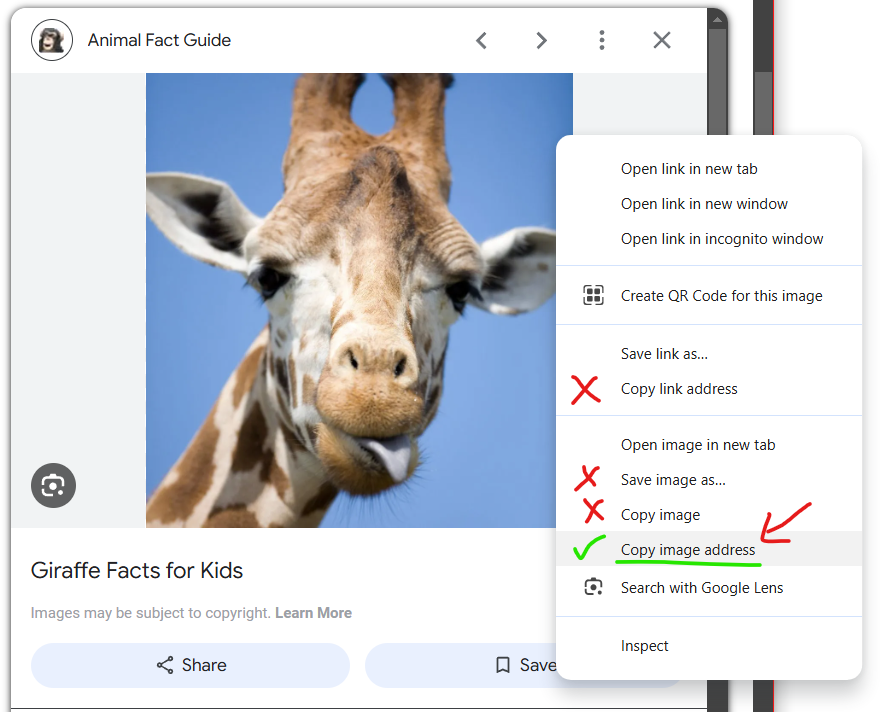 Animal Fact Guide
Open link in new tab
Open link in new window
Open link in incognito window
Create QR Code for this image
Save link as...
Copy link address
Open image in new tab
Save image as...
Copy image
Copy image address
Search with Google Lens
Inspect
Giraffe Facts for Kids
Images may be subject to copyright. Learn More
Share
Save